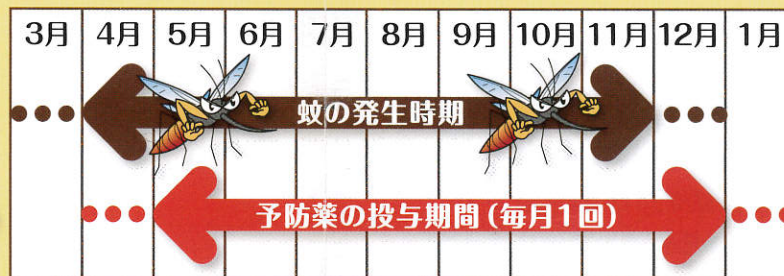 3月 4月 5月 6月 7月 8月 9月 10月 11月 12月 1月
蚊の発生時期
予防薬の投与期間(毎月1回)